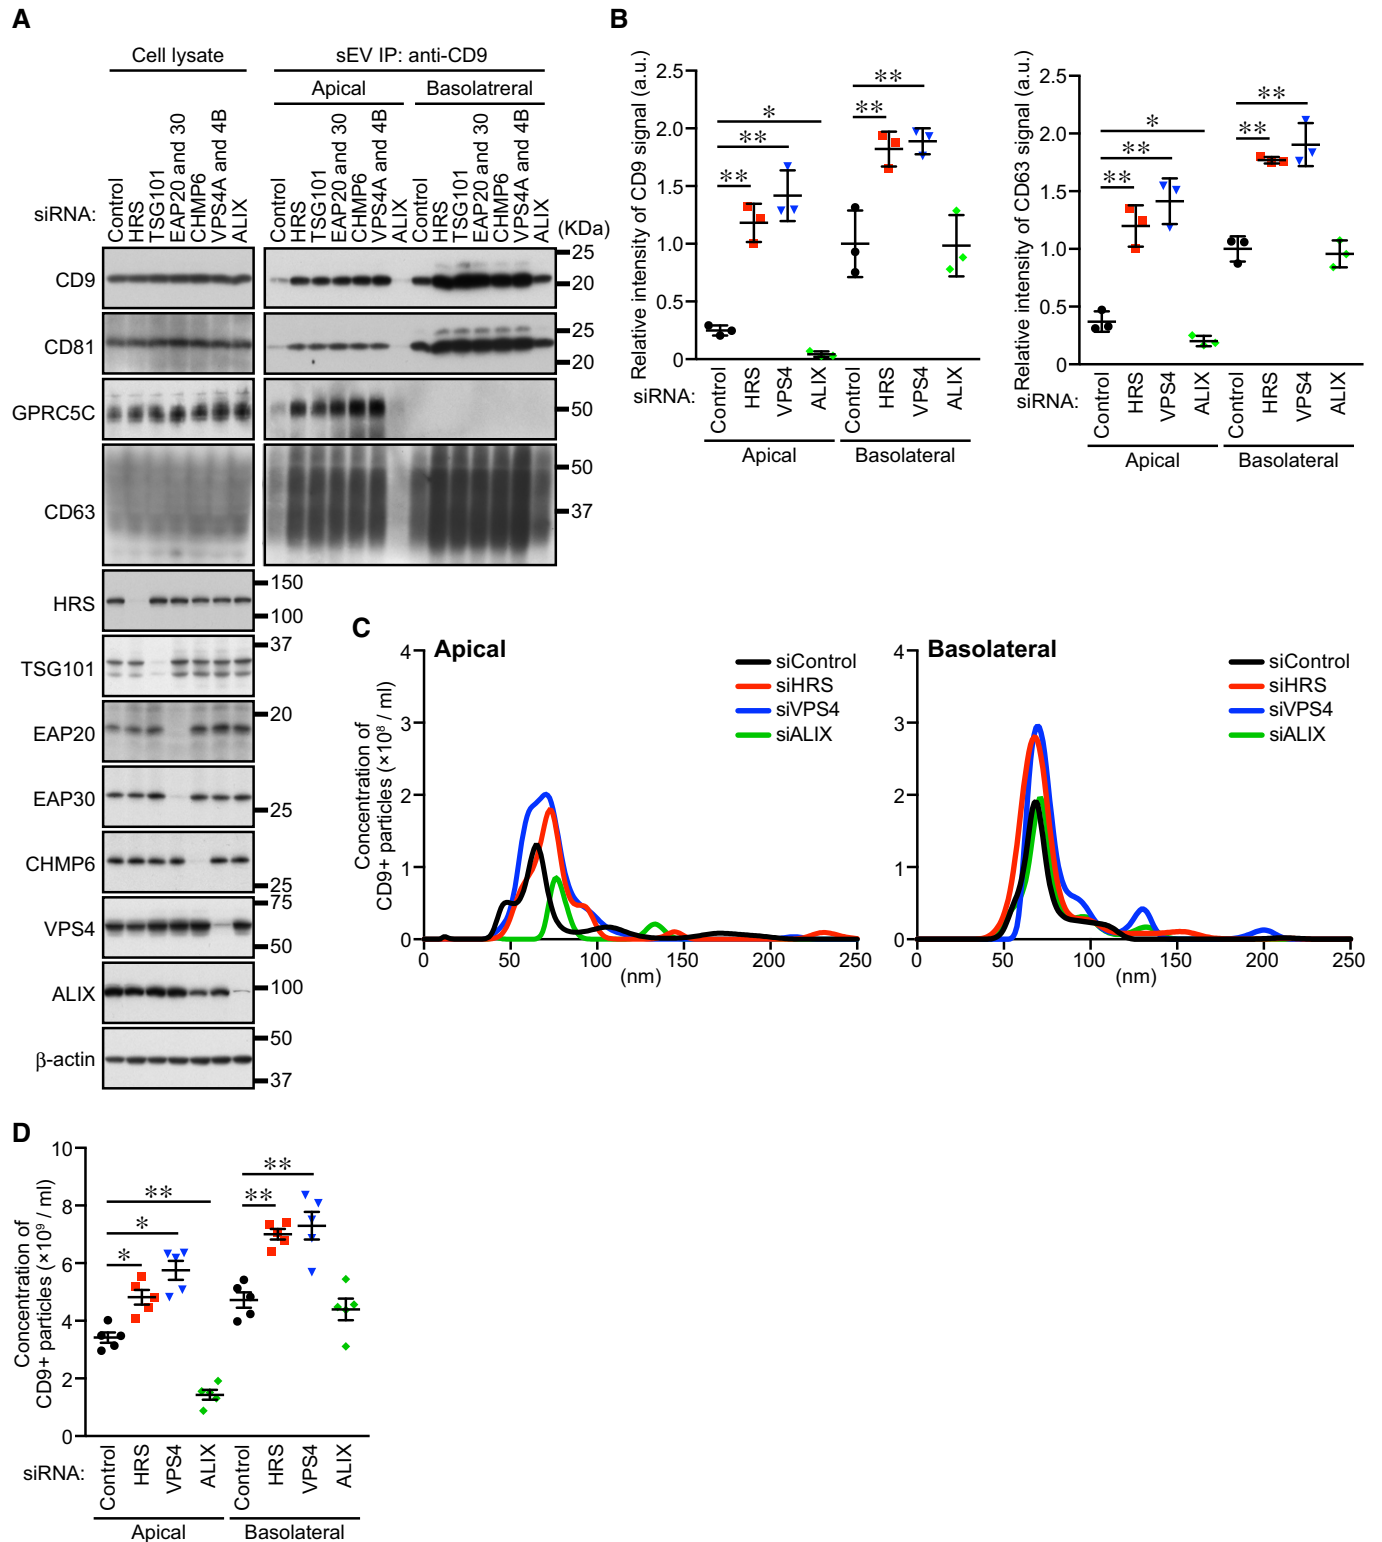 A
Cell lysate
sEV IP: anti-CD9
Apical
Basolatreral
siRNA:
Control
HRS
TSG101
EAP20 and 30
CHMP6
VPS4A and 4B
ALIX
Control
HRS
TSG101
EAP20 and 30
CHMP6
VPS4A and 4B
ALIX
Control
HRS
TSG101
EAP20 and 30
CHMP6
VPS4A and 4B
ALIX
(KDa)
CD9
25
20
CD81
25
20
GPRC5C
50
CD63
50
37
HRS
150
100
TSG101
37
EAP20
20
EAP30
25
CHMP6
25
VPS4
75
50
ALIX
100
β-actin
50
37
B
Relative intensity of CD9 signal (a.u.)
2.5
2.0
1.5
1.0
0.5
0
**
**
*
**
**
siRNA:
Control
HRS
VPS4
ALIX
Control
HRS
VPS4
ALIX
Apical
Basolateral
Relative intensity of CD63 signal (a.u.)
2.5
2.0
1.5
1.0
0.5
0
**
**
*
**
**
siRNA:
Control
HRS
VPS4
ALIX
Control
HRS
VPS4
ALIX
Apical
Basolateral
C
Apical
Concentration of
CD9+ particles (×10⁸ / ml)
4
3
2
1
0
siControl
siHRS
siVPS4
siALIX
0 50 100 150 200 250
(nm)
Basolateral
4
3
2
1
0
siControl
siHRS
siVPS4
siALIX
0 50 100 150 200 250
(nm)
D
Concentration of
CD9+ particles (×10⁹ / ml)
10
8
6
4
2
0
*
*
**
**
**
siRNA:
Control
HRS
VPS4
ALIX
Control
HRS
VPS4
ALIX
Apical
Basolateral